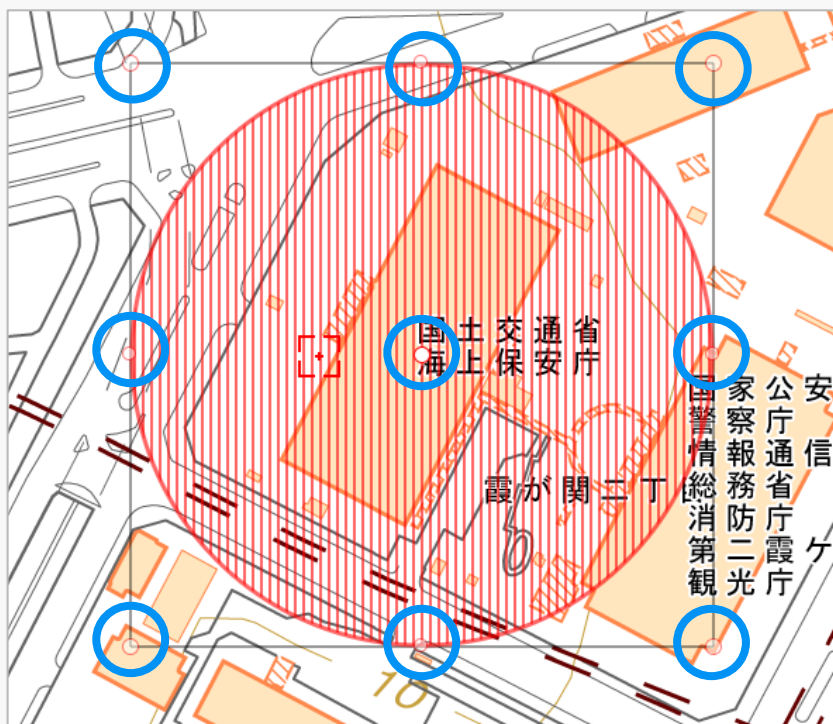 国土交通省
海上保安庁
国家公安
警察庁
情報通信
霞が関二丁
総務省
消防庁
第二霞ケ
観光庁
10